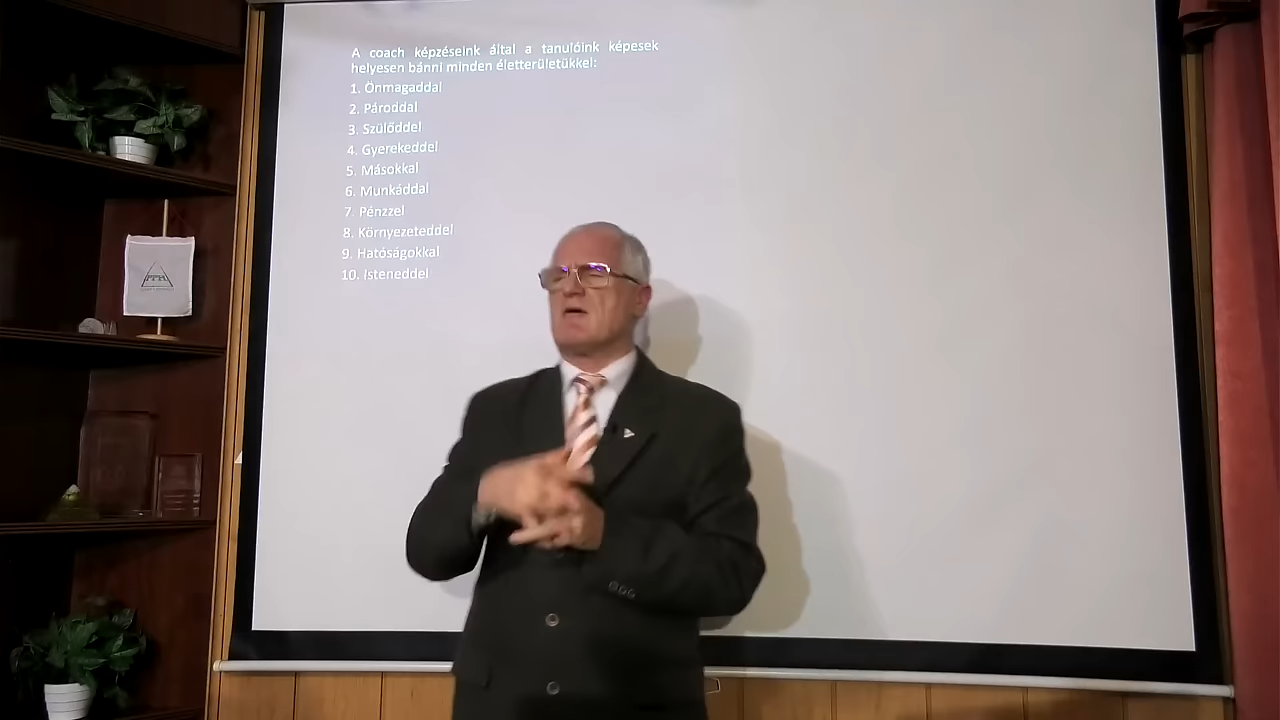 A coach képzéseink által a tanulóink képesek
helyesen bánni minden életterületükkel:
1. Önmagaddal
2. Pároddal
3. Szülőddel
4. Gyerekeddel
5. Másokkal
6. Munkáddal
7. Pénzzel
8. Környezeteddel
9. Hatóságokkal
10. Isteneddel